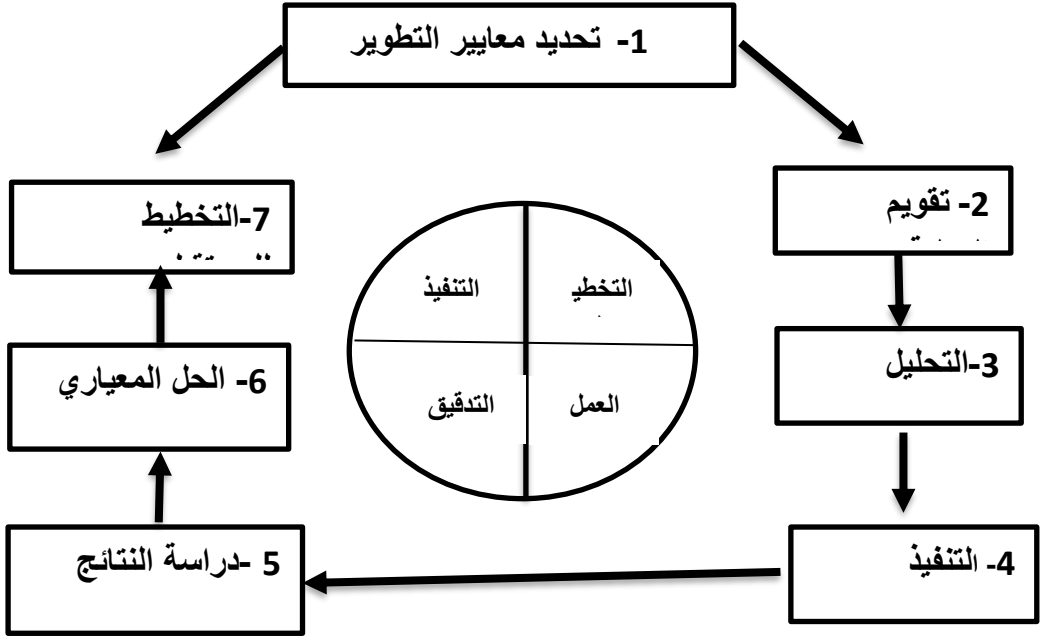 1- تحديد معايير التطوير
2- تقويم
3-التحليل
4- التنفيذ
5 -دراسة النتائج
6- الحل المعياري
7-التخطيط
التنفيذ
العمل
التدقيق